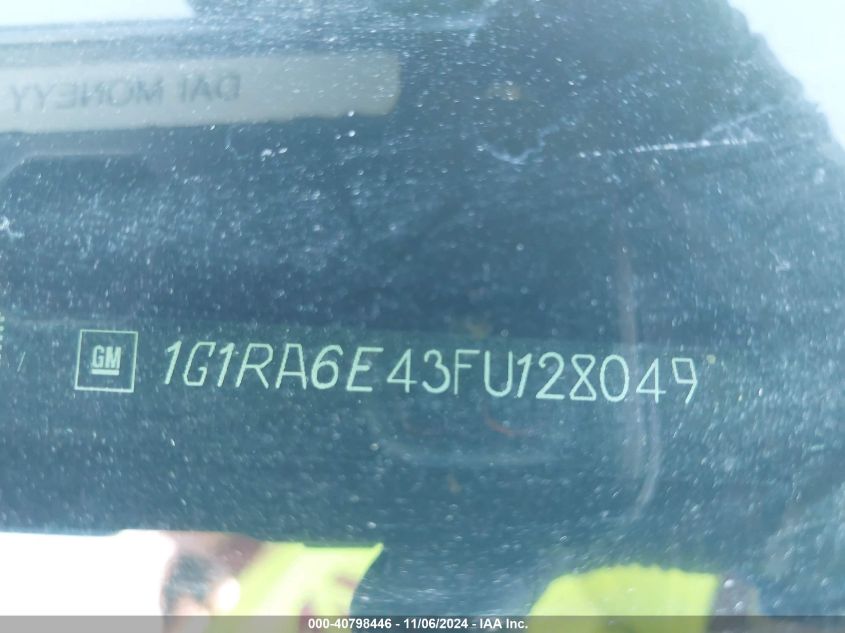 DAI MONEYY
GM 1G1RA6E43FU128049
000-40798446 - 11/06/2024 - IAA Inc.